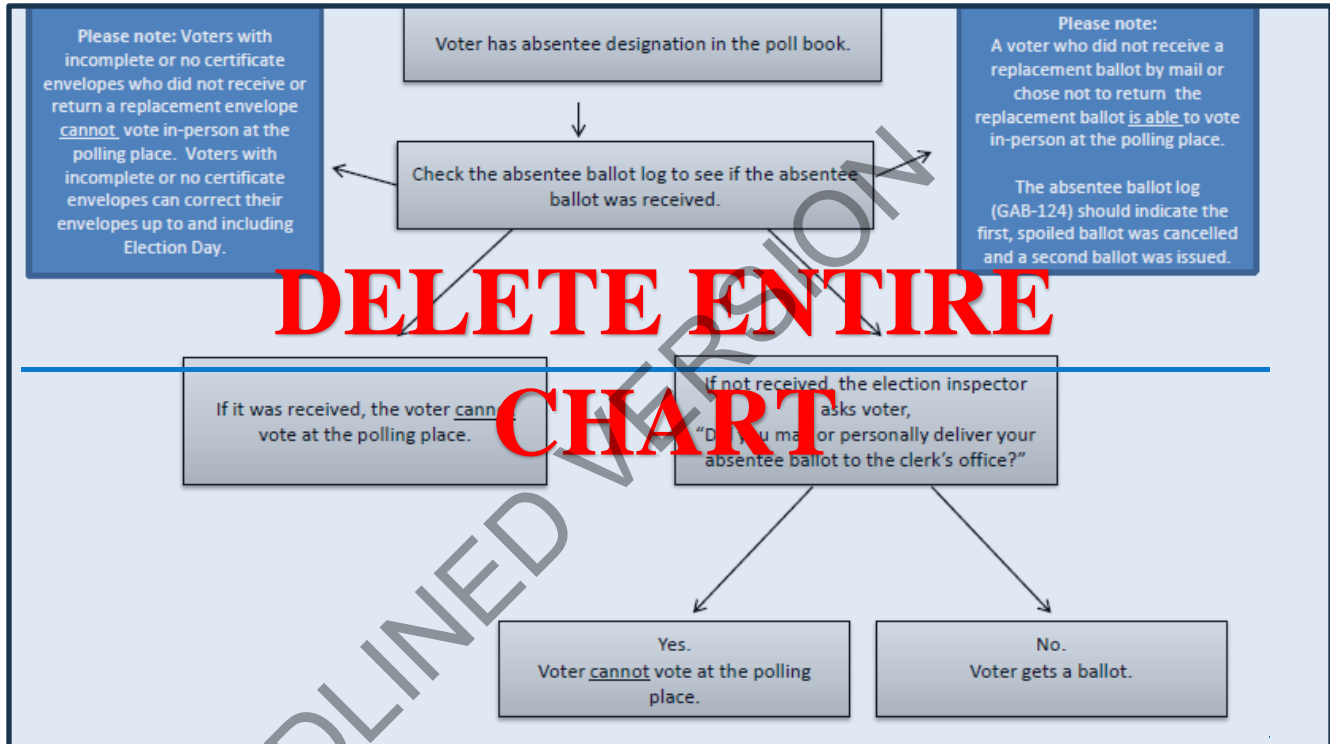 Please note: Voters with
incomplete or no certificate
envelopes who did not receive or
return a replacement envelope
cannot vote in-person at the
polling place. Voters with
incomplete or no certificate
envelopes can correct their
envelopes up to and including
Election Day.
Voter has absentee designation in the poll book.
Please note:
A voter who did not receive a
replacement ballot by mail or
chose not to return the
replacement ballot is able to vote
in-person at the polling place.
The absentee ballot log
(GAB-124) should indicate the
first, spoiled ballot was cancelled
and a second ballot was issued.
Check the absentee ballot log to see if the absentee
ballot was received.
DELETE ENTIRE
CHART
If it was received, the voter
vote at the polling place.
If not received, the election inspector
asks voter,
you or personally deliver your
absentee ballot to the clerk's office?"
Yes.
Voter cannot vote at the polling
place.
No.
Voter gets a ballot.
DLINED VERSION